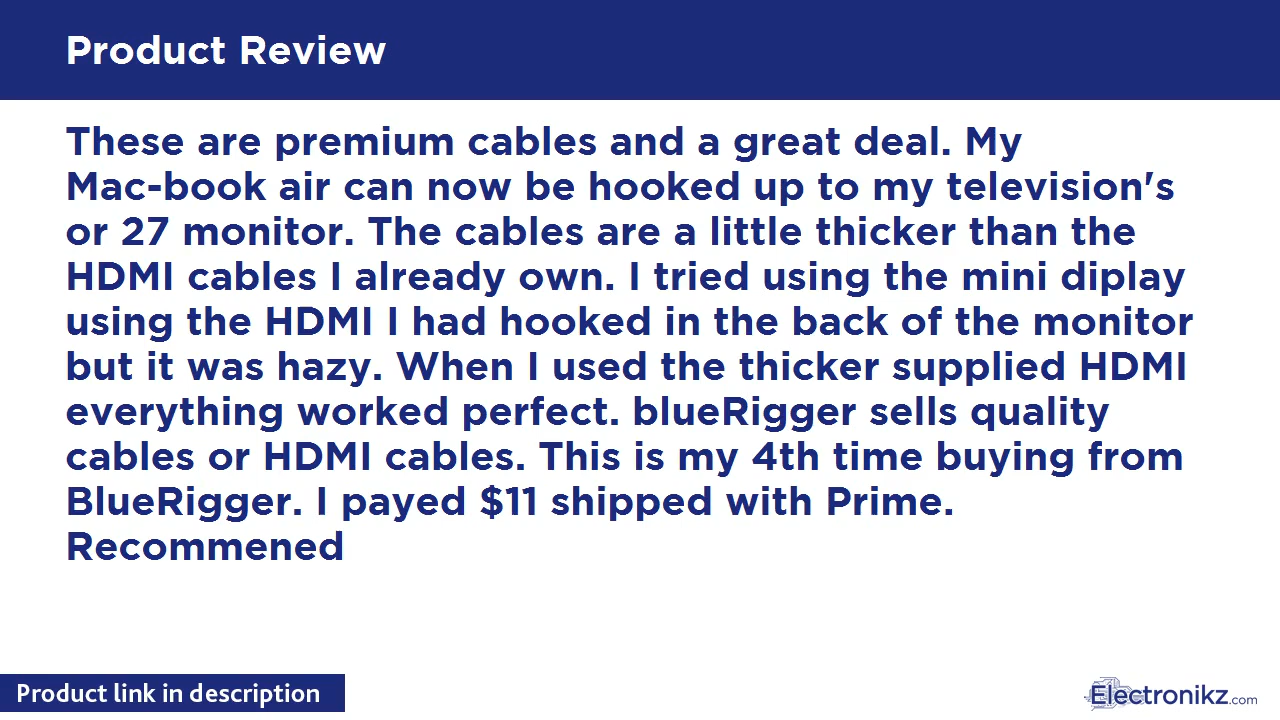 Product Review
These are premium cables and a great deal. My
Mac-book air can now be hooked up to my television's
or 27 monitor. The cables are a little thicker than the
HDMI cables I already own. I tried using the mini diplay
using the HDMI I had hooked in the back of the monitor
but it was hazy. When I used the thicker supplied HDMI
everything worked perfect. blueRigger sells quality
cables or HDMI cables. This is my 4th time buying from
BlueRigger. I payed $11 shipped with Prime.
Recommened
Product link in description
Electronikz.com